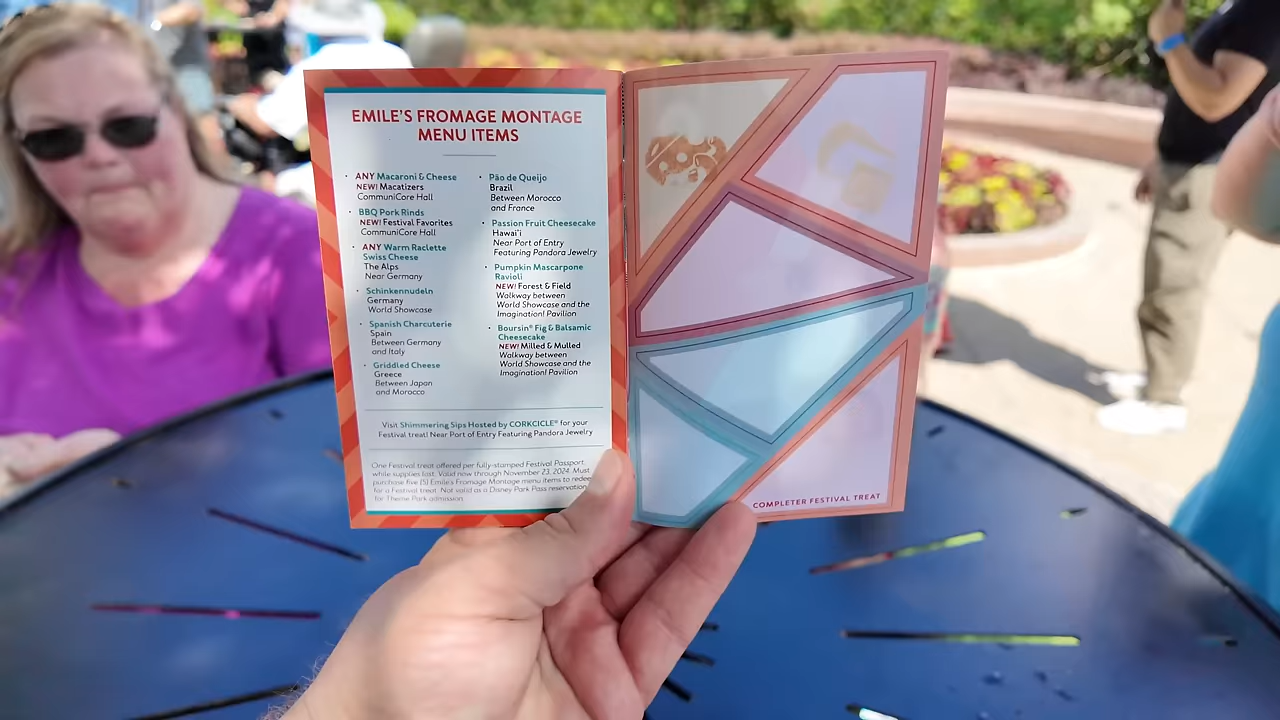 EMILE'S FROMAGE MONTAGE
MENU ITEMS
• ANY Macaroni & Cheese
NEW! Macatizers
CommuniCore Hall
• BBQ Pork Rinds
NEW! Festival Favorites
CommuniCore Hall
• ANY Warm Raclette
Swiss Cheese
The Alps
Near Germany
• Schinkennudeln
Germany
World Showcase
• Spanish Charcuterie
Spain
Between Germany
and Italy
• Griddled Cheese
Greece
Between Japan
and Morocco
• Pão de Queijo
Brazil
Between Morocco
and France
• Passion Fruit Cheesecake
Hawai'i
Near Port of Entry
Featuring Pandora Jewelry
• Pumpkin Mascarpone
Ravioli
NEW! Forest & Field
Walkway between
World Showcase and the
Imagination! Pavilion
• Boursin® Fig & Balsamic
Cheesecake
NEW! Milled & Mulled
Walkway between
World Showcase and the
Imagination! Pavilion
Visit Shimmering Sips Hosted by CORKCICLE® for your
Festival treat! Near Port of Entry Featuring Pandora Jewelry
One Festival treat offered per fully-stamped Festival Passport,
while supplies last. Valid now through November 23, 2024. Must
purchase five (5) Emile's Fromage Montage menu items to rede
for a Festival treat. Not valid as a Disney Park Pass reservation
for Theme Park admission.
COMPLETER FESTIVAL TREAT